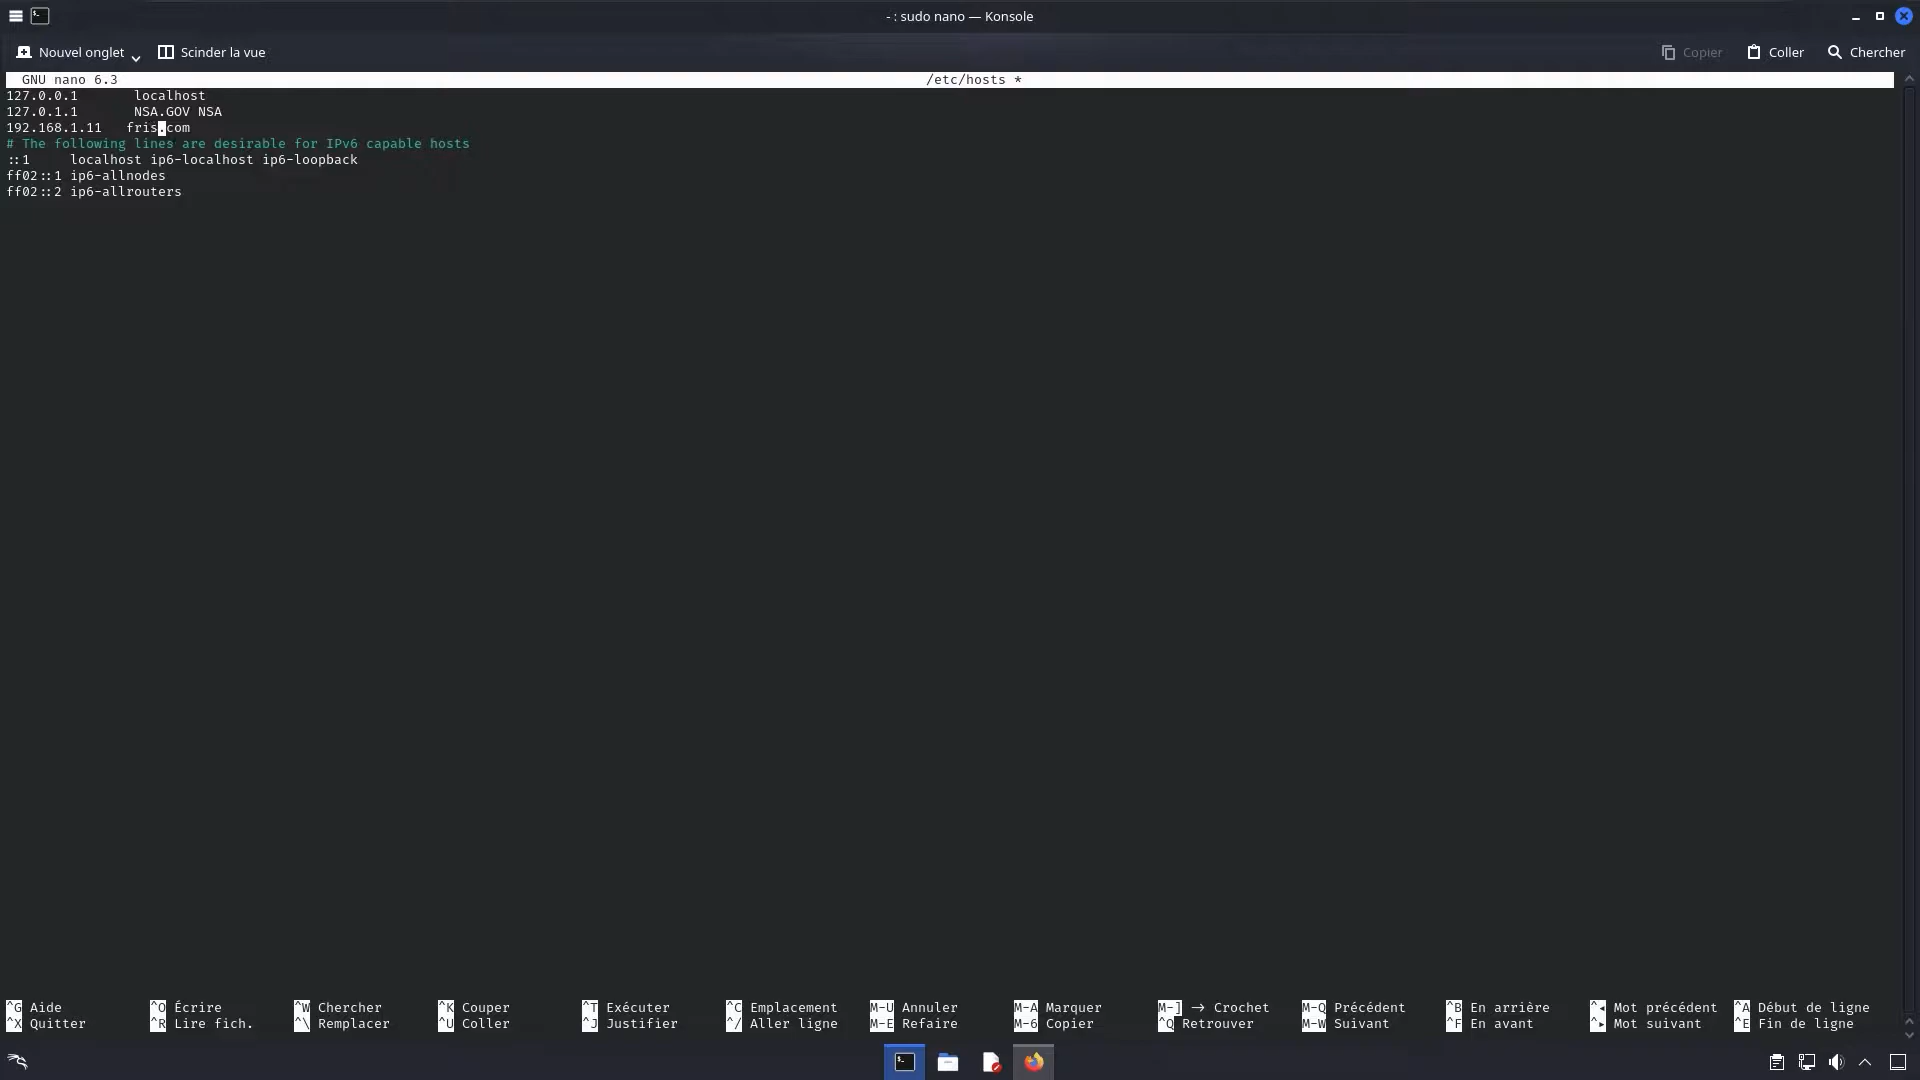 - : sudo nano — Konsole
Nouvel onglet Scinder la vue Copier Coller Chercher
GNU nano 6.3 /etc/hosts *
127.0.0.1 localhost
127.0.1.1 NSA.GOV NSA
192.168.1.11 fris.com
# The following lines are desirable for IPv6 capable hosts
::1 localhost ip6-localhost ip6-loopback
ff02::1 ip6-allnodes
ff02::2 ip6-allrouters
^G Aide ^O Écrire ^W Chercher ^K Couper ^T Exécuter ^C Emplacement M-U Annuler M-A Marquer M-] → Crochet M-Q Précédent ^B En arrière ^◂ Mot précédent ^A Début de ligne
^X Quitter ^R Lire fich. ^\ Remplacer ^U Coller ^J Justifier ^/ Aller ligne M-E Refaire M-6 Copier ^Q Retrouver M-W Suivant ^F En avant ^▸ Mot suivant ^E Fin de ligne